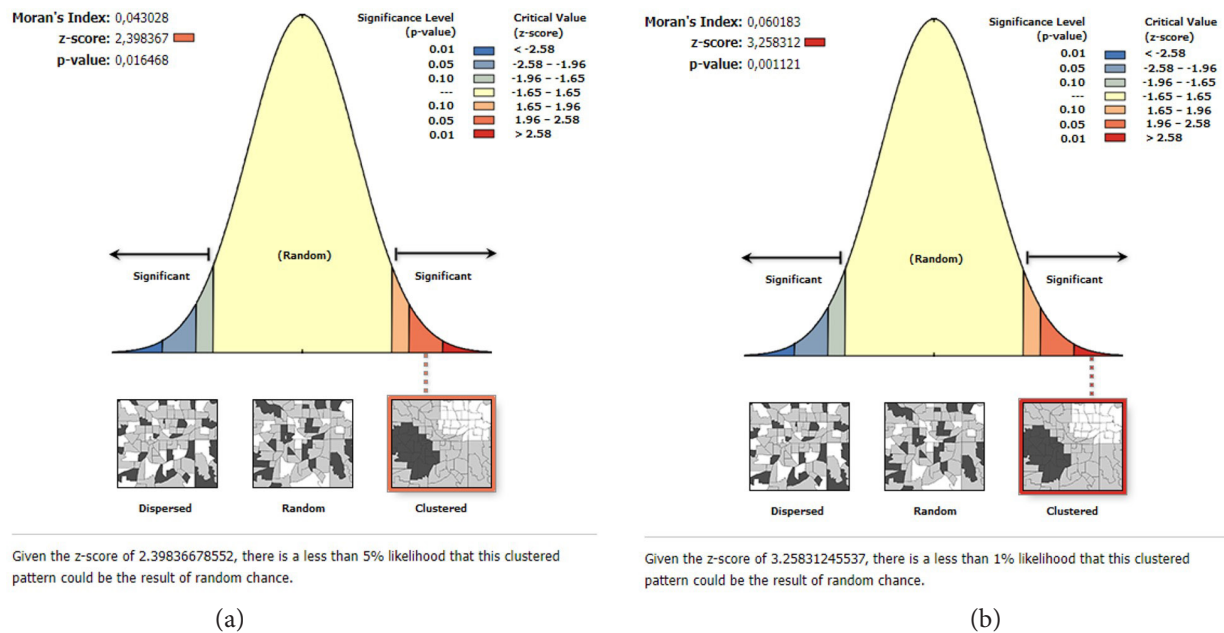 Moran's Index: 0,043028
z-score: 2,398367
p-value: 0,016468
Significance Level
(p-value)
Critical Value
(z-score)
0.01 < -2.58
0.05 -2.58 – -1.96
0.10 -1.96 – -1.65
--- -1.65 – 1.65
0.10 1.65 – 1.96
0.05 1.96 – 2.58
0.01 > 2.58
(Random)
Significant
Significant
Dispersed
Random
Clustered
Given the z-score of 2.39836678552, there is a less than 5% likelihood that this clustered
pattern could be the result of random chance.
(a)
Moran's Index: 0,060183
z-score: 3,258312
p-value: 0,001121
Significance Level
(p-value)
Critical Value
(z-score)
0.01 < -2.58
0.05 -2.58 – -1.96
0.10 -1.96 – -1.65
--- -1.65 – 1.65
0.10 1.65 – 1.96
0.05 1.96 – 2.58
0.01 > 2.58
(Random)
Significant
Significant
Dispersed
Random
Clustered
Given the z-score of 3.25831245537, there is a less than 1% likelihood that this clustered
pattern could be the result of random chance.
(b)